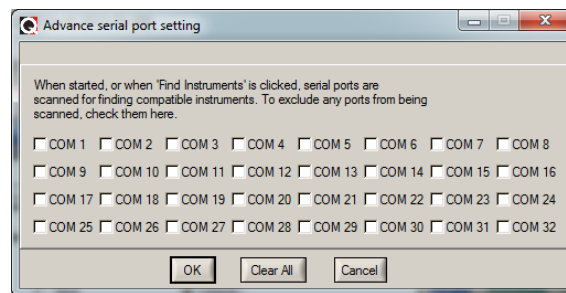 Advance serial port setting
When started, or when 'Find Instruments' is clicked, serial ports are
scanned for finding compatible instruments. To exclude any ports from being
scanned, check them here.
COM 1 COM 2 COM 3 COM 4 COM 5 COM 6 COM 7 COM 8
COM 9 COM 10 COM 11 COM 12 COM 13 COM 14 COM 15 COM 16
COM 17 COM 18 COM 19 COM 20 COM 21 COM 22 COM 23 COM 24
COM 25 COM 26 COM 27 COM 28 COM 29 COM 30 COM 31 COM 32
OK Clear All Cancel